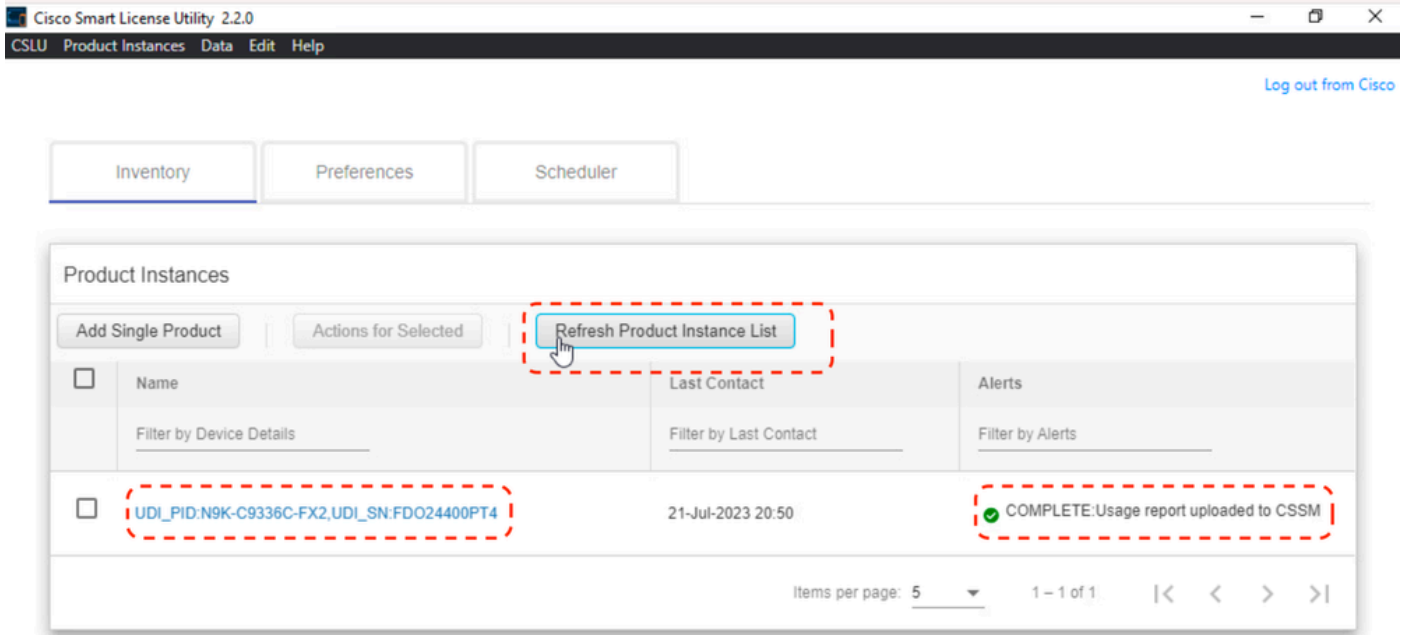 Cisco Smart License Utility 2.2.0
CSLU Product Instances Data Edit Help
Log out from Cisco
Inventory Preferences Scheduler
Product Instances
Add Single Product Actions for Selected Refresh Product Instance List
Name Last Contact Alerts
Filter by Device Details Filter by Last Contact Filter by Alerts
UDI_PID:N9K-C9336C-FX2,UDI_SN:FDO24400PT4 21-Jul-2023 20:50 COMPLETE:Usage report uploaded to CSSM
Items per page: 5 1 – 1 of 1